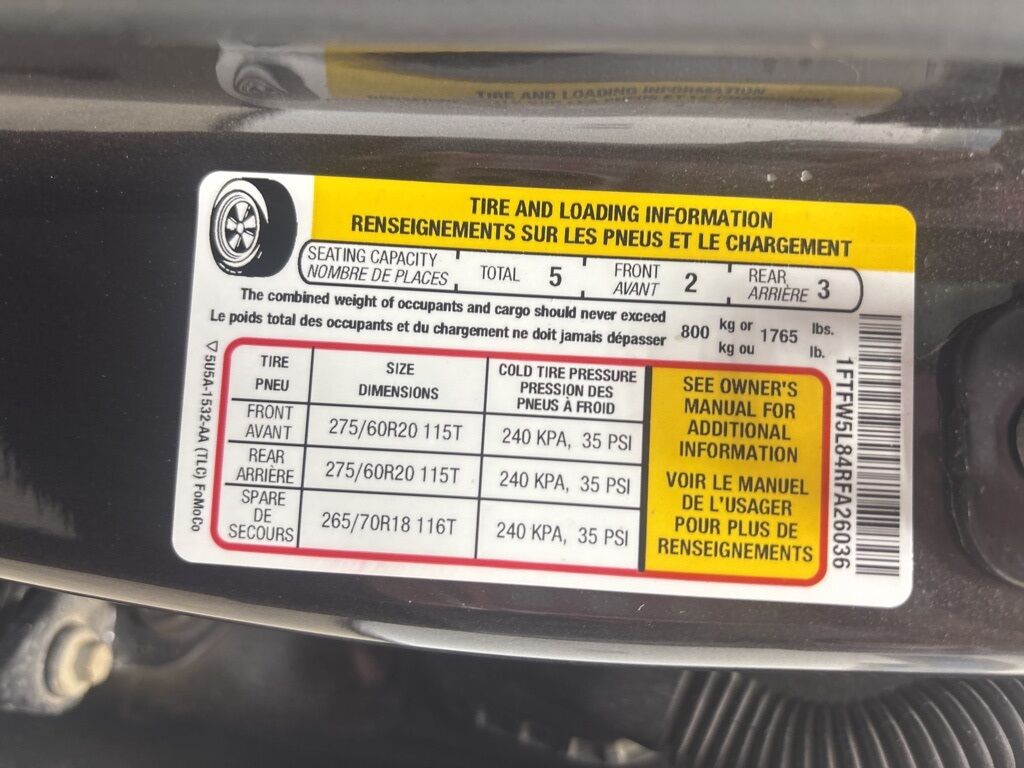 TIRE AND LOADING INFORMATION
TIRE AND LOADING INFORMATION
RENSEIGNEMENTS SUR LES PNEUS ET LE CHARGEMENT
SEATING CAPACITY
NOMBRE DE PLACES
TOTAL 5
FRONT
AVANT 2
REAR
ARRIÈRE 3
The combined weight of occupants and cargo should never exceed
Le poids total des occupants et du chargement ne doit jamais dépasser
800 kg or 1765 lbs.
kg ou lb.
TIRE
PNEU
SIZE
DIMENSIONS
COLD TIRE PRESSURE
PRESSION DES
PNEUS À FROID
FRONT
AVANT
275/60R20 115T
240 KPA, 35 PSI
REAR
ARRIÈRE
275/60R20 115T
240 KPA, 35 PSI
SPARE
DE
SECOURS
265/70R18 116T
240 KPA, 35 PSI
SEE OWNER'S
MANUAL FOR
ADDITIONAL
INFORMATION
VOIR LE MANUEL
DE L'USAGER
POUR PLUS DE
RENSEIGNEMENTS
5U5A-1532-AA (TLC) FoMoCo
1FTFW5L84RFA26036